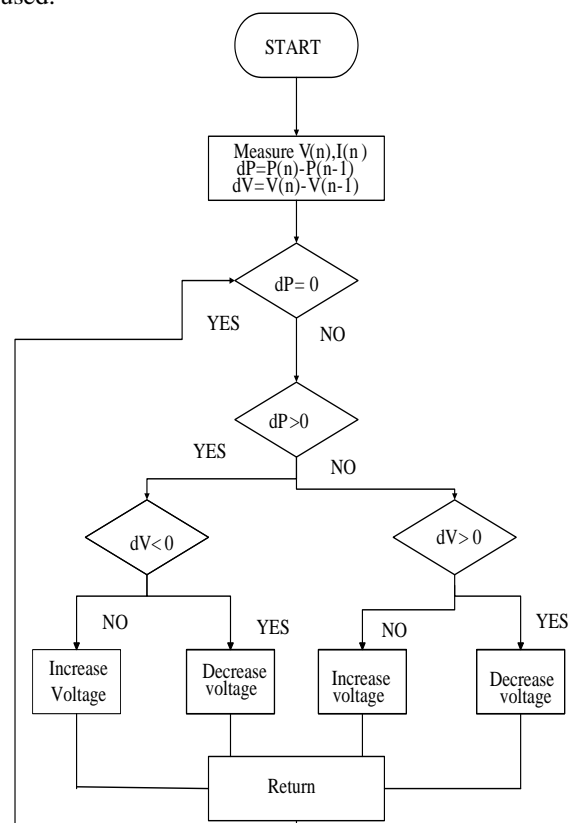 used.
START
Measure V(n),I(n )
dP=P(n)-P(n-1)
dV=V(n)-V(n-1)
dP= 0
YES
NO
dP>0
YES
NO
dV<0
dV>0
NO
YES
NO
YES
Increase
Voltage
Decrease
voltage
Increase
voltage
Decrease
voltage
Return